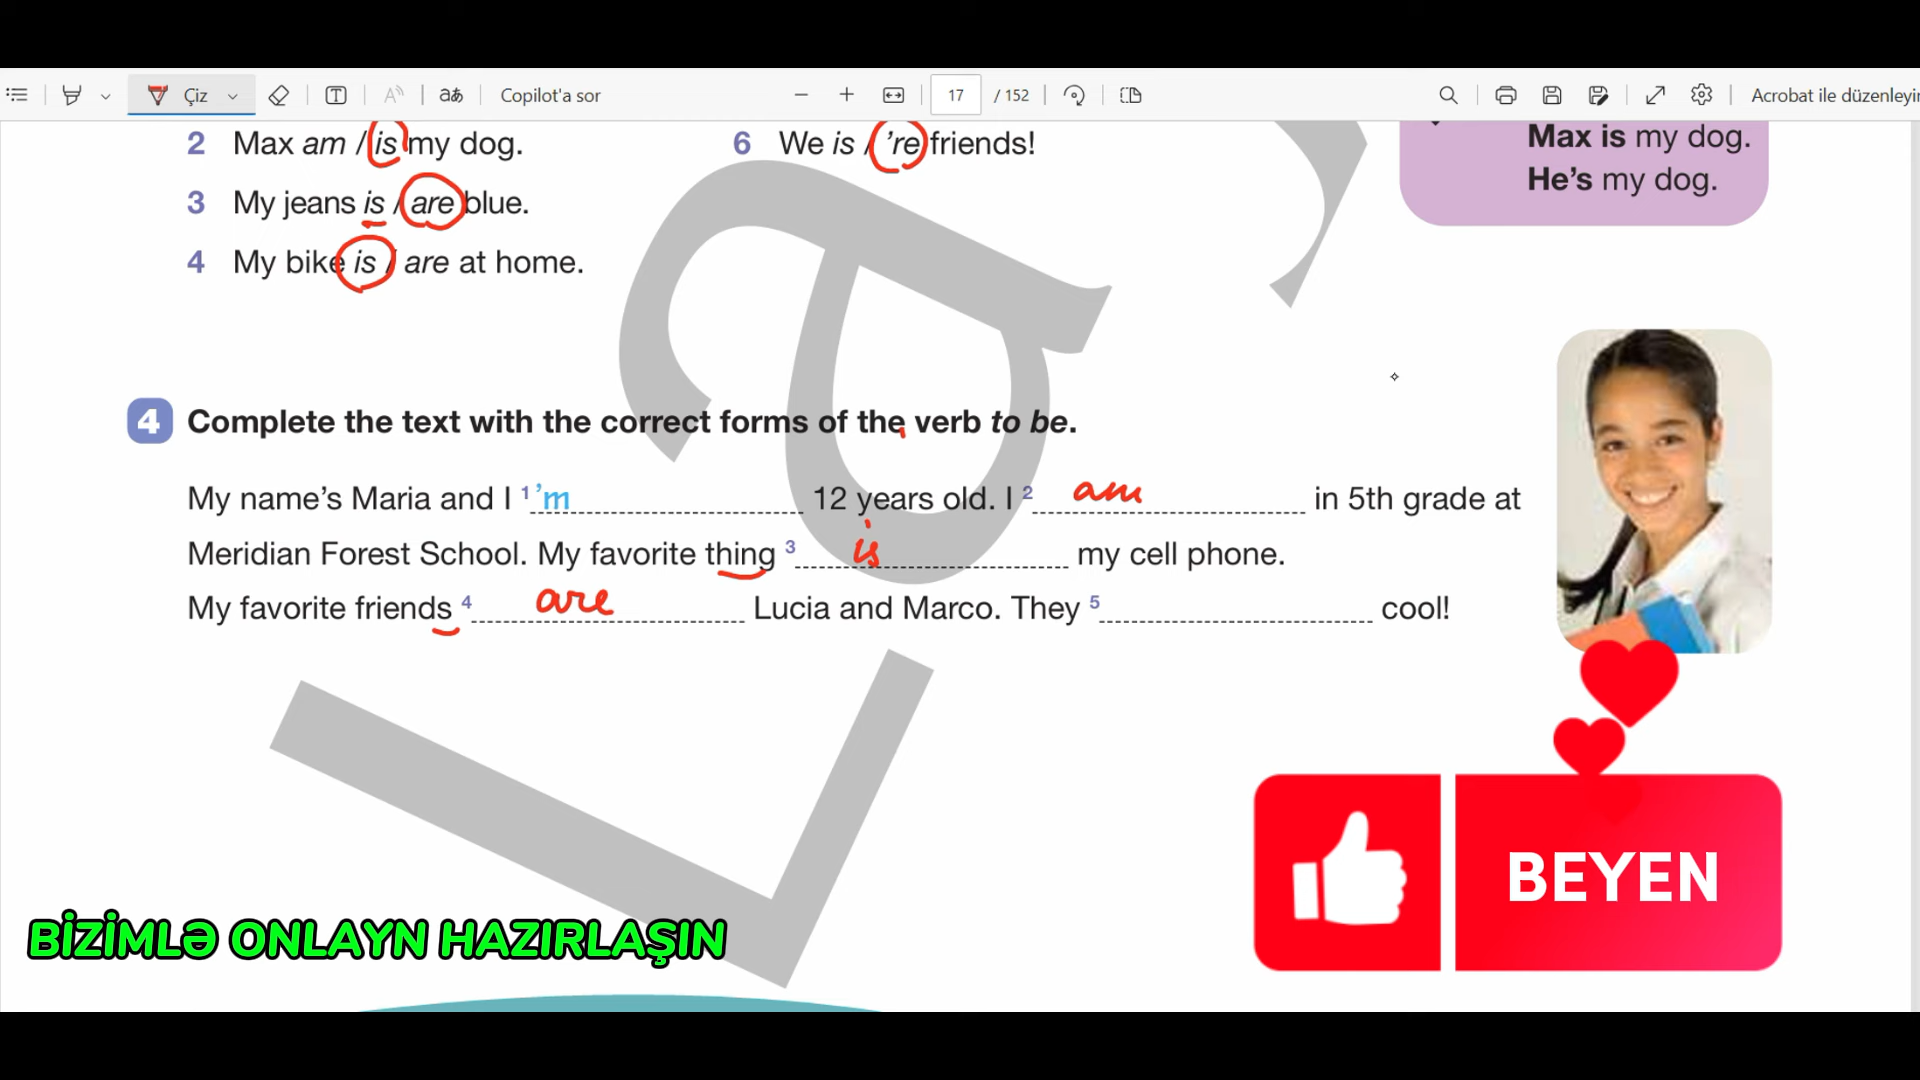 Çiz
Copilot'a sor
17 / 152
Acrobat ile düzenleyin
2 Max am / is my dog.
6 We is / 're friends!
3 My jeans is / are blue.
4 My bike is / are at home.
Max is my dog.
He's my dog.
4 Complete the text with the correct forms of the verb to be.
My name's Maria and I 1 'm 12 years old. I 2 am in 5th grade at
Meridian Forest School. My favorite thing 3 is my cell phone.
My favorite friends 4 are Lucia and Marco. They 5 cool!
BEYEN
BİZİMLƏ ONLAYN HAZIRLAŞIN